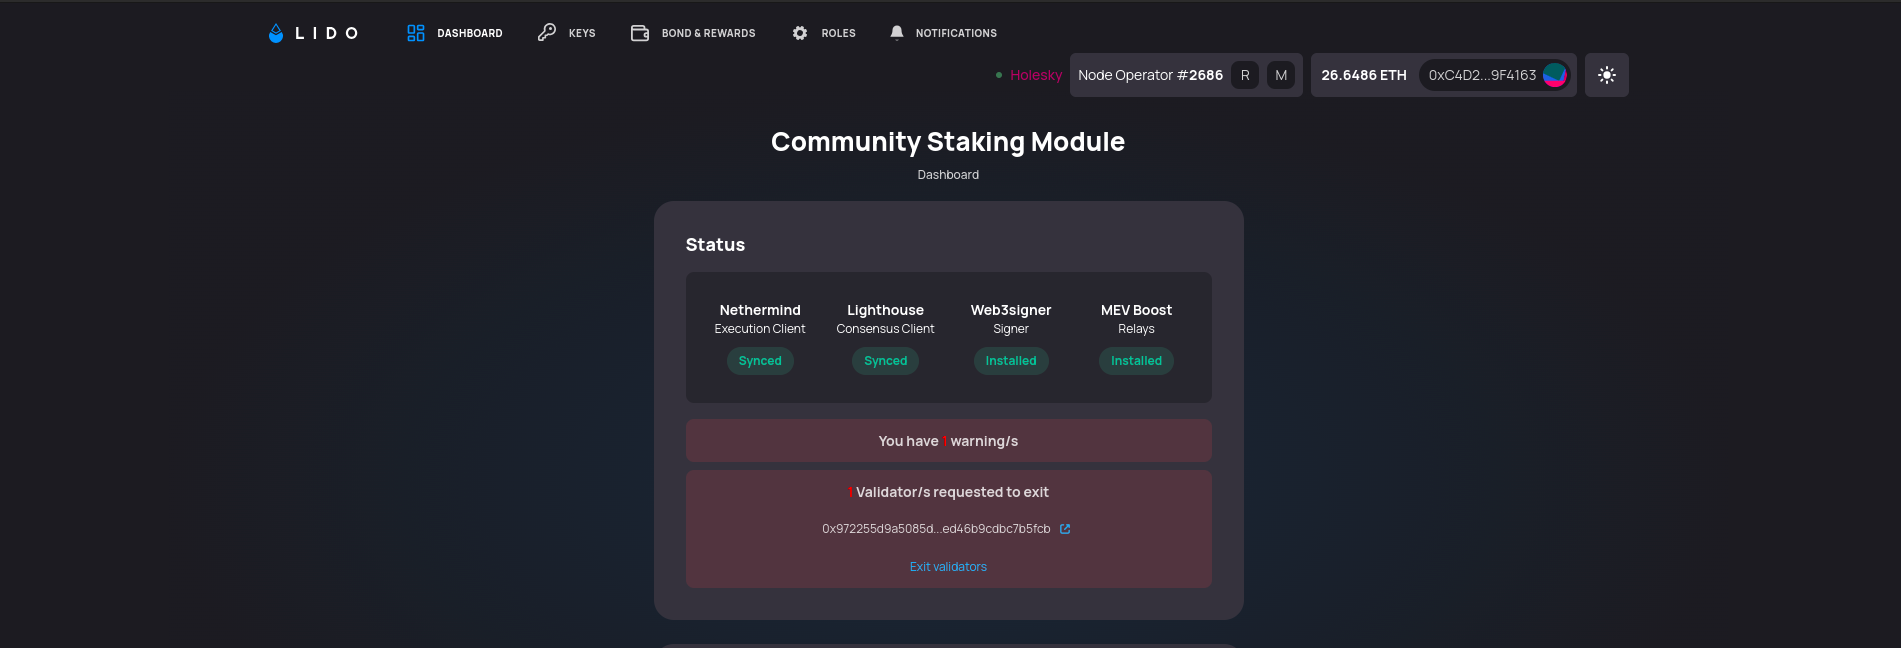 LIDO DASHBOARD KEYS BOND & REWARDS ROLES NOTIFICATIONS
Holesky Node Operator #2686 R M 26.6486 ETH 0xC4D2...9F4163
Community Staking Module
Dashboard
Status
Nethermind Lighthouse Web3signer MEV Boost
Execution Client Consensus Client Signer Relays
Synced Synced Installed Installed
You have 1 warning/s
1 Validator/s requested to exit
0x972255d9a5085d...ed46b9cdbc7b5fcb
Exit validators